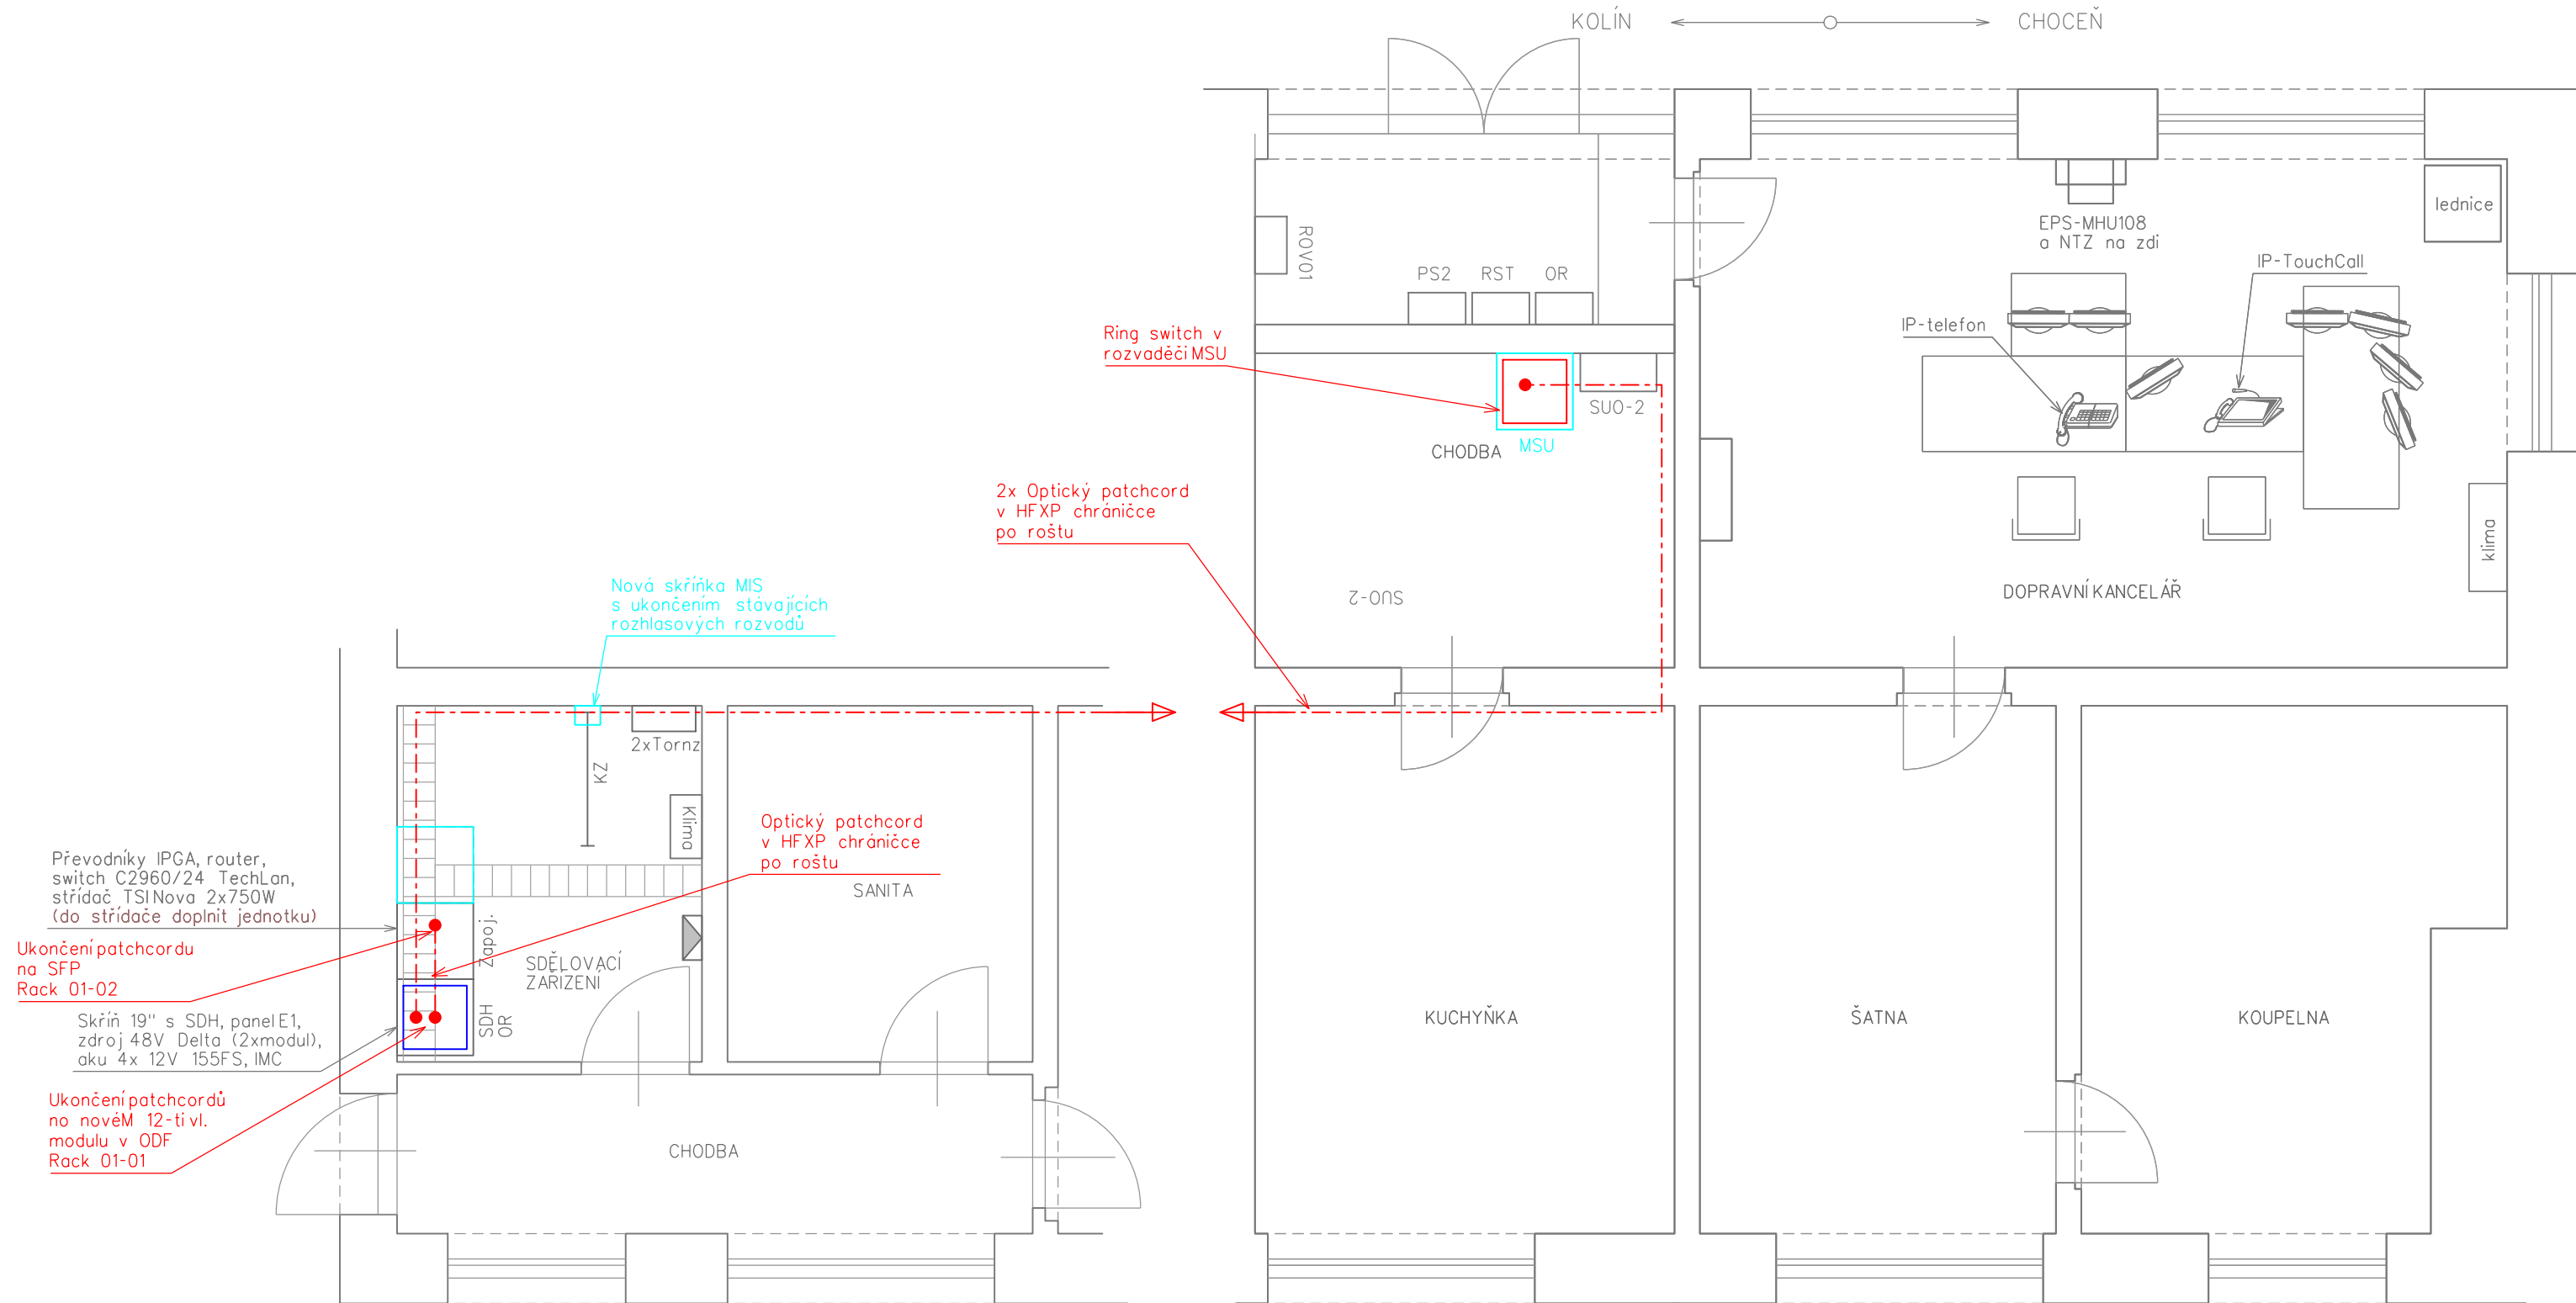 KOLÍN
CHOCEŇ
ROV01
PS2
RST
OR
EPS-MHU108
a NTZ na zdi
lednice
IP-TouchCall
IP-telefon
Ring switch v
rozvaděči MSU
SUO-2
MSU
CHODBA
2x Optický patchcord
v HFXP chráničce
po roštu
klima
DOPRAVNÍ KANCELÁŘ
SUO-2
Nová skříňka MIS
s ukončením stávajících
rozhlasových rozvodů
2xTornz
ZK
Klima
Optický patchcord
v HFXP chráničce
po roštu
SANITA
Převodníky IPGA, router,
switch C2960/24 TechLan,
střídač TSI Nova 2x750W
(do střídače doplnit jednotku)
Zapoj.
Ukončení patchcordu
na SFP
Rack 01-02
SDĚLOVACÍ
ZAŘÍZENÍ
SDH
OR
Skříň 19" s SDH, panel E1,
zdroj 48V Delta (2xmodul),
aku 4x 12V 155FS, IMC
KUCHYŇKA
ŠATNA
KOUPELNA
Ukončení patchcordů
no novéM 12-ti vl.
modulu v ODF
Rack 01-01
CHODBA